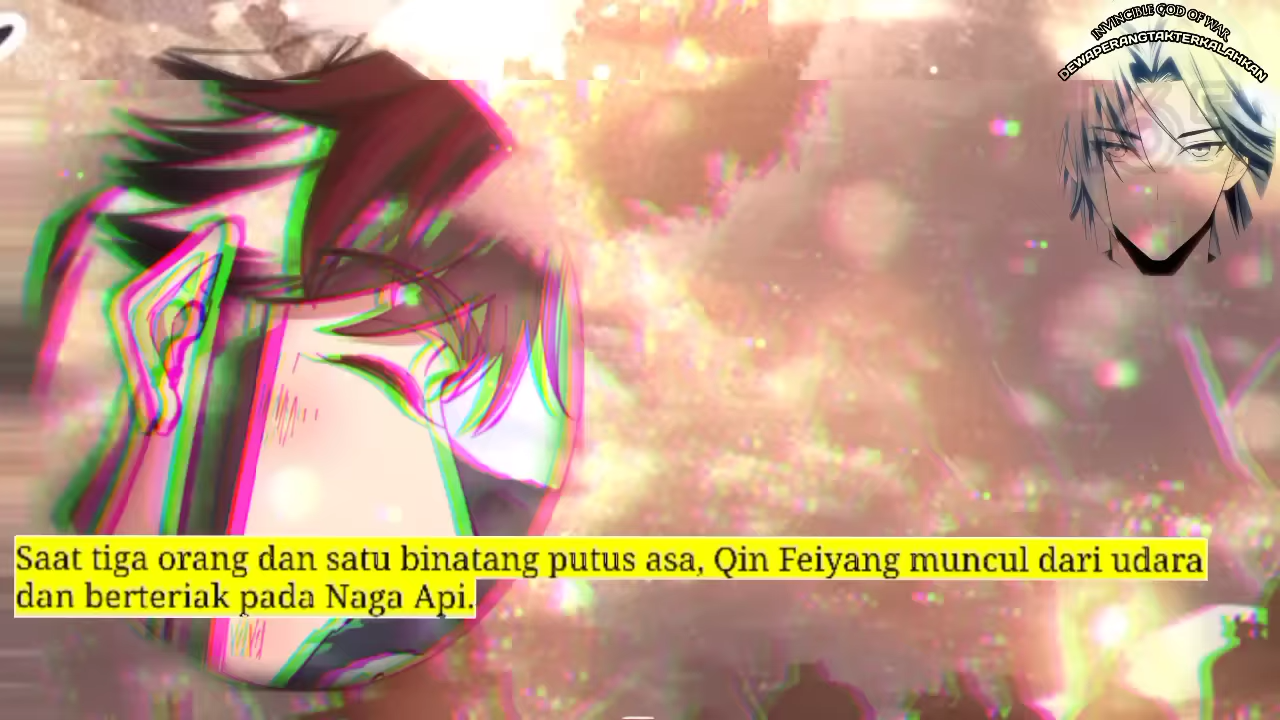 INVINCIBLE GOD OF WAR
DEWAPERANGTAKTERKALAHKAN
Saat tiga orang dan satu binatang putus asa, Qin Feiyang muncul dari udara
dan berteriak pada Naga Api.